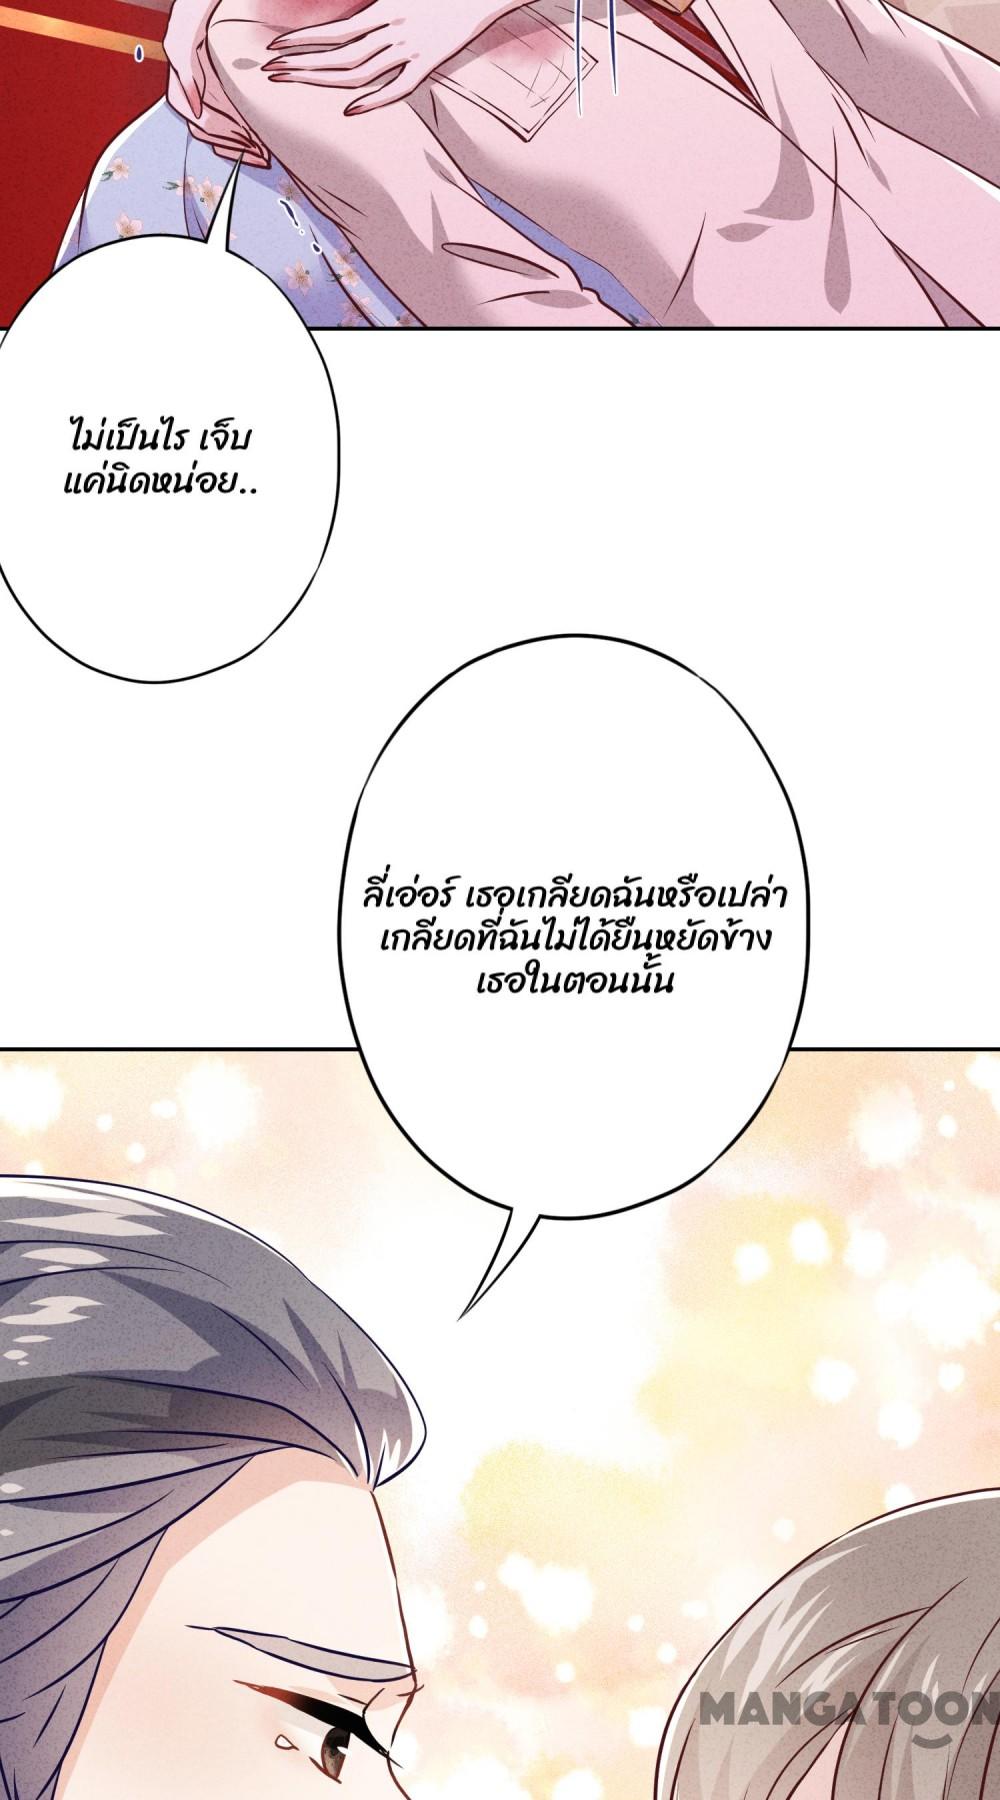 ไม่เป็นไร เจ็บ
แค่นิดหน่อย..
ลี่เอ่อร์ เธอเกลียดฉันหรือเปล่า
เกลียดที่ฉันไม่ได้ยืนหยัดข้าง
เธอในตอนนั้น
MANGATOON